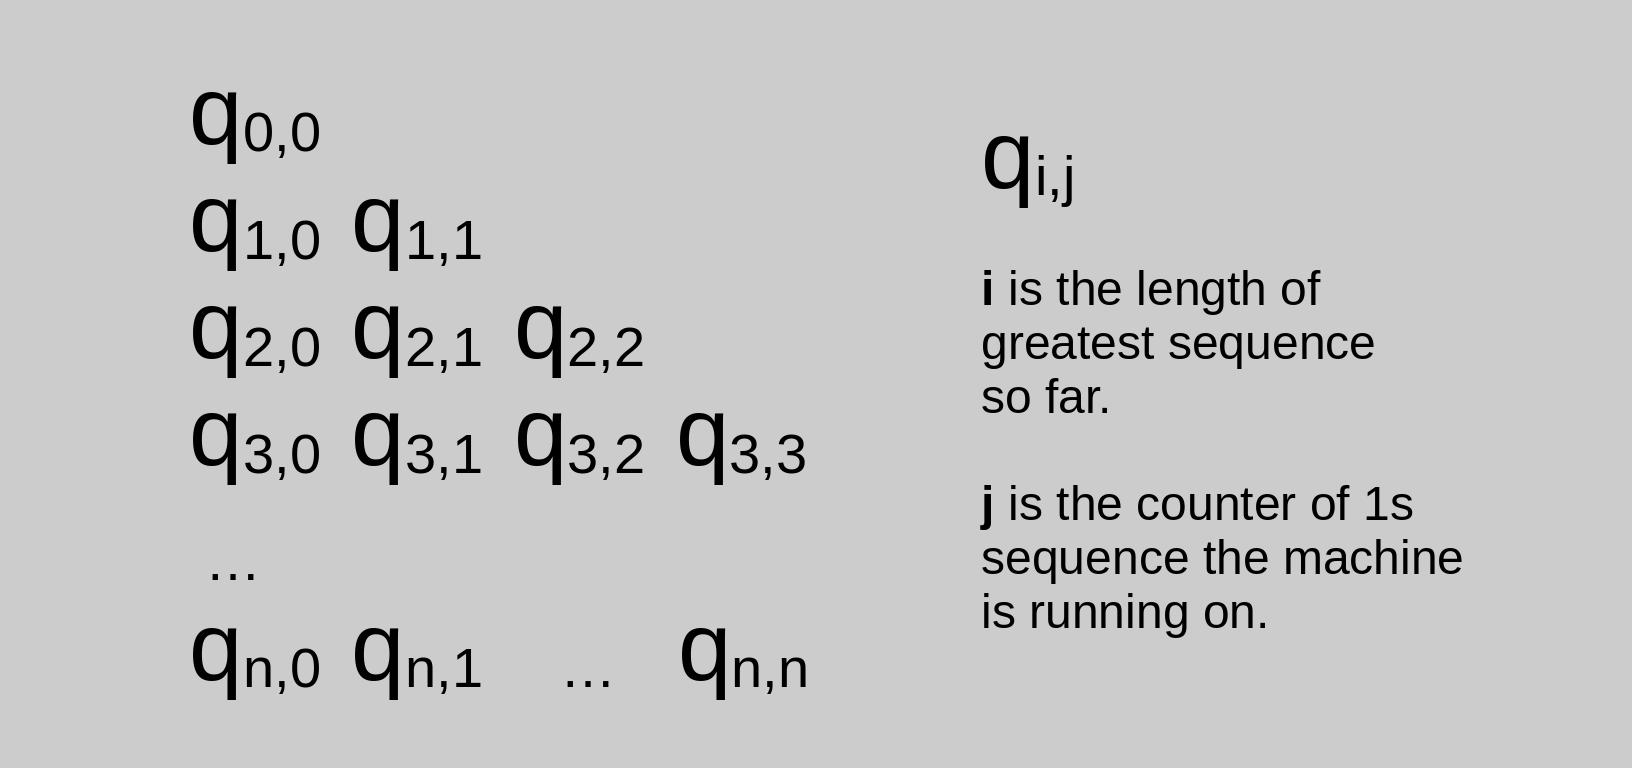 q0,0
q1,0 q1,1
q2,0 q2,1 q2,2
q3,0 q3,1 q3,2 q3,3
...
qn,0 qn,1 ... qn,n
qi,j
i is the length of
greatest sequence
so far.
j is the counter of 1s
sequence the machine
is running on.